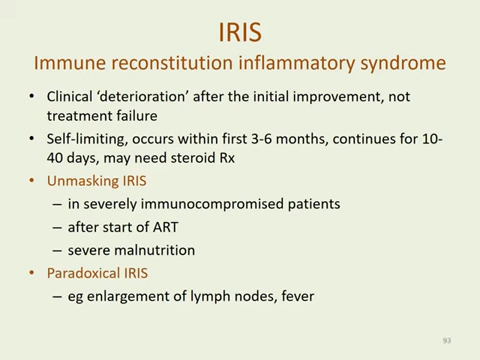 IRIS
Immune reconstitution inflammatory syndrome
• Clinical ‘deterioration’ after the initial improvement, not
treatment failure
• Self-limiting, occurs within first 3-6 months, continues for 10-
40 days, may need steroid Rx
• Unmasking IRIS
– in severely immunocompromised patients
– after start of ART
– severe malnutrition
• Paradoxical IRIS
– eg enlargement of lymph nodes, fever
93